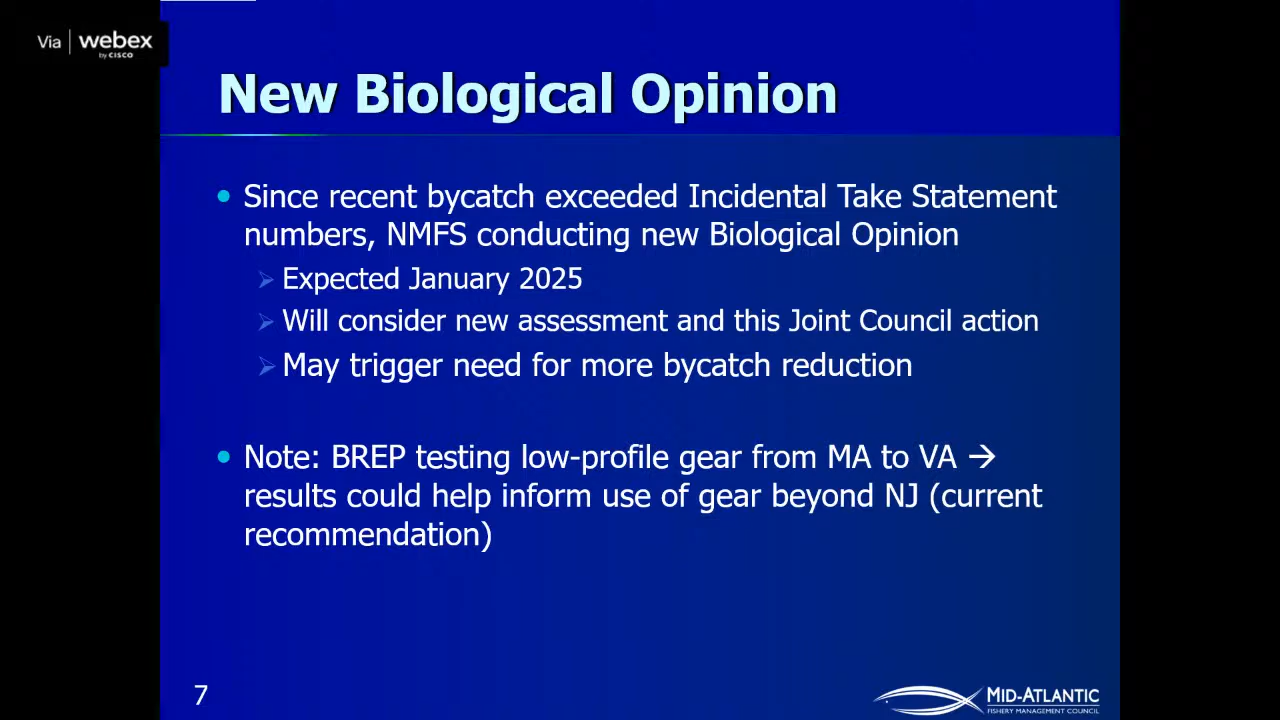 Via webex
by CISCO
New Biological Opinion
• Since recent bycatch exceeded Incidental Take Statement
numbers, NMFS conducting new Biological Opinion
➢ Expected January 2025
➢ Will consider new assessment and this Joint Council action
➢ May trigger need for more bycatch reduction
• Note: BREP testing low-profile gear from MA to VA →
results could help inform use of gear beyond NJ (current
recommendation)
7
MID-ATLANTIC
FISHERY MANAGEMENT COUNCIL